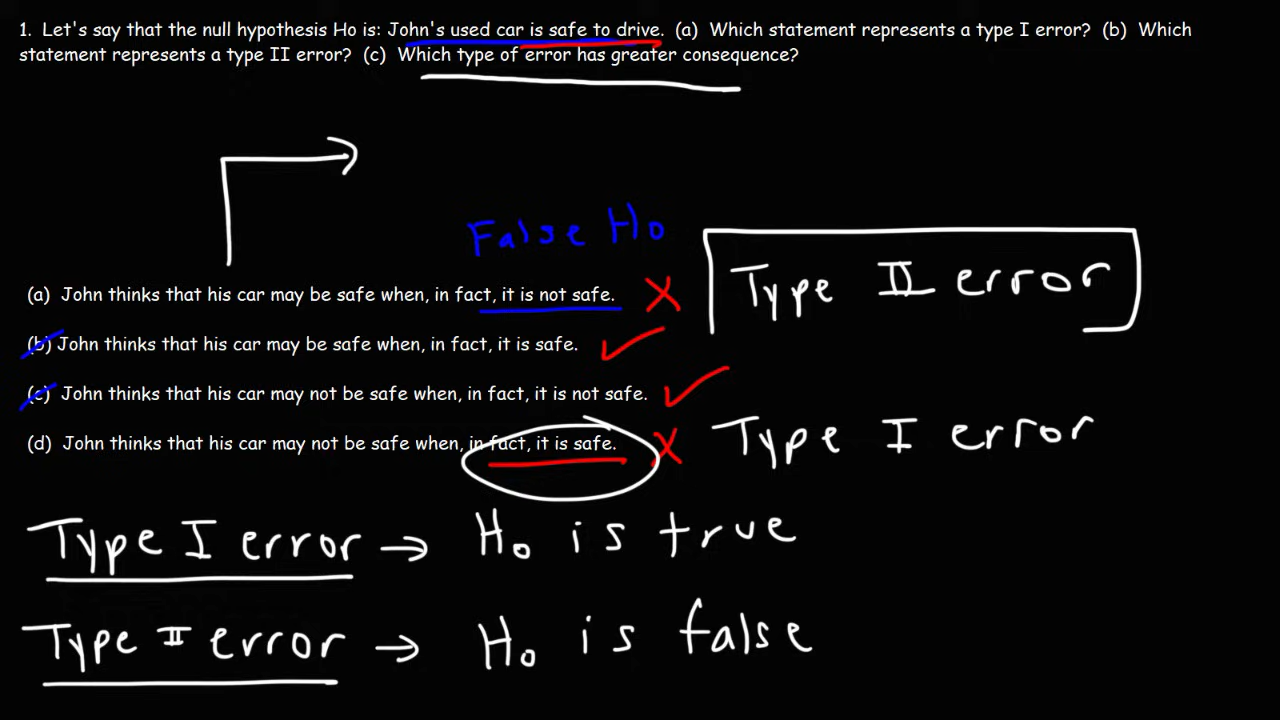 1. Let's say that the null hypothesis Ho is: John's used car is safe to drive. (a) Which statement represents a type I error? (b) Which
statement represents a type II error? (c) Which type of error has greater consequence?
False Ho
Type II error
(a) John thinks that his car may be safe when, in fact, it is not safe. X
(b) John thinks that his car may be safe when, in fact, it is safe. ✓
(c) John thinks that his car may not be safe when, in fact, it is not safe. ✓
(d) John thinks that his car may not be safe when, in fact, it is safe. X Type I error
Type I error → Ho is true
Type II error → Ho is false